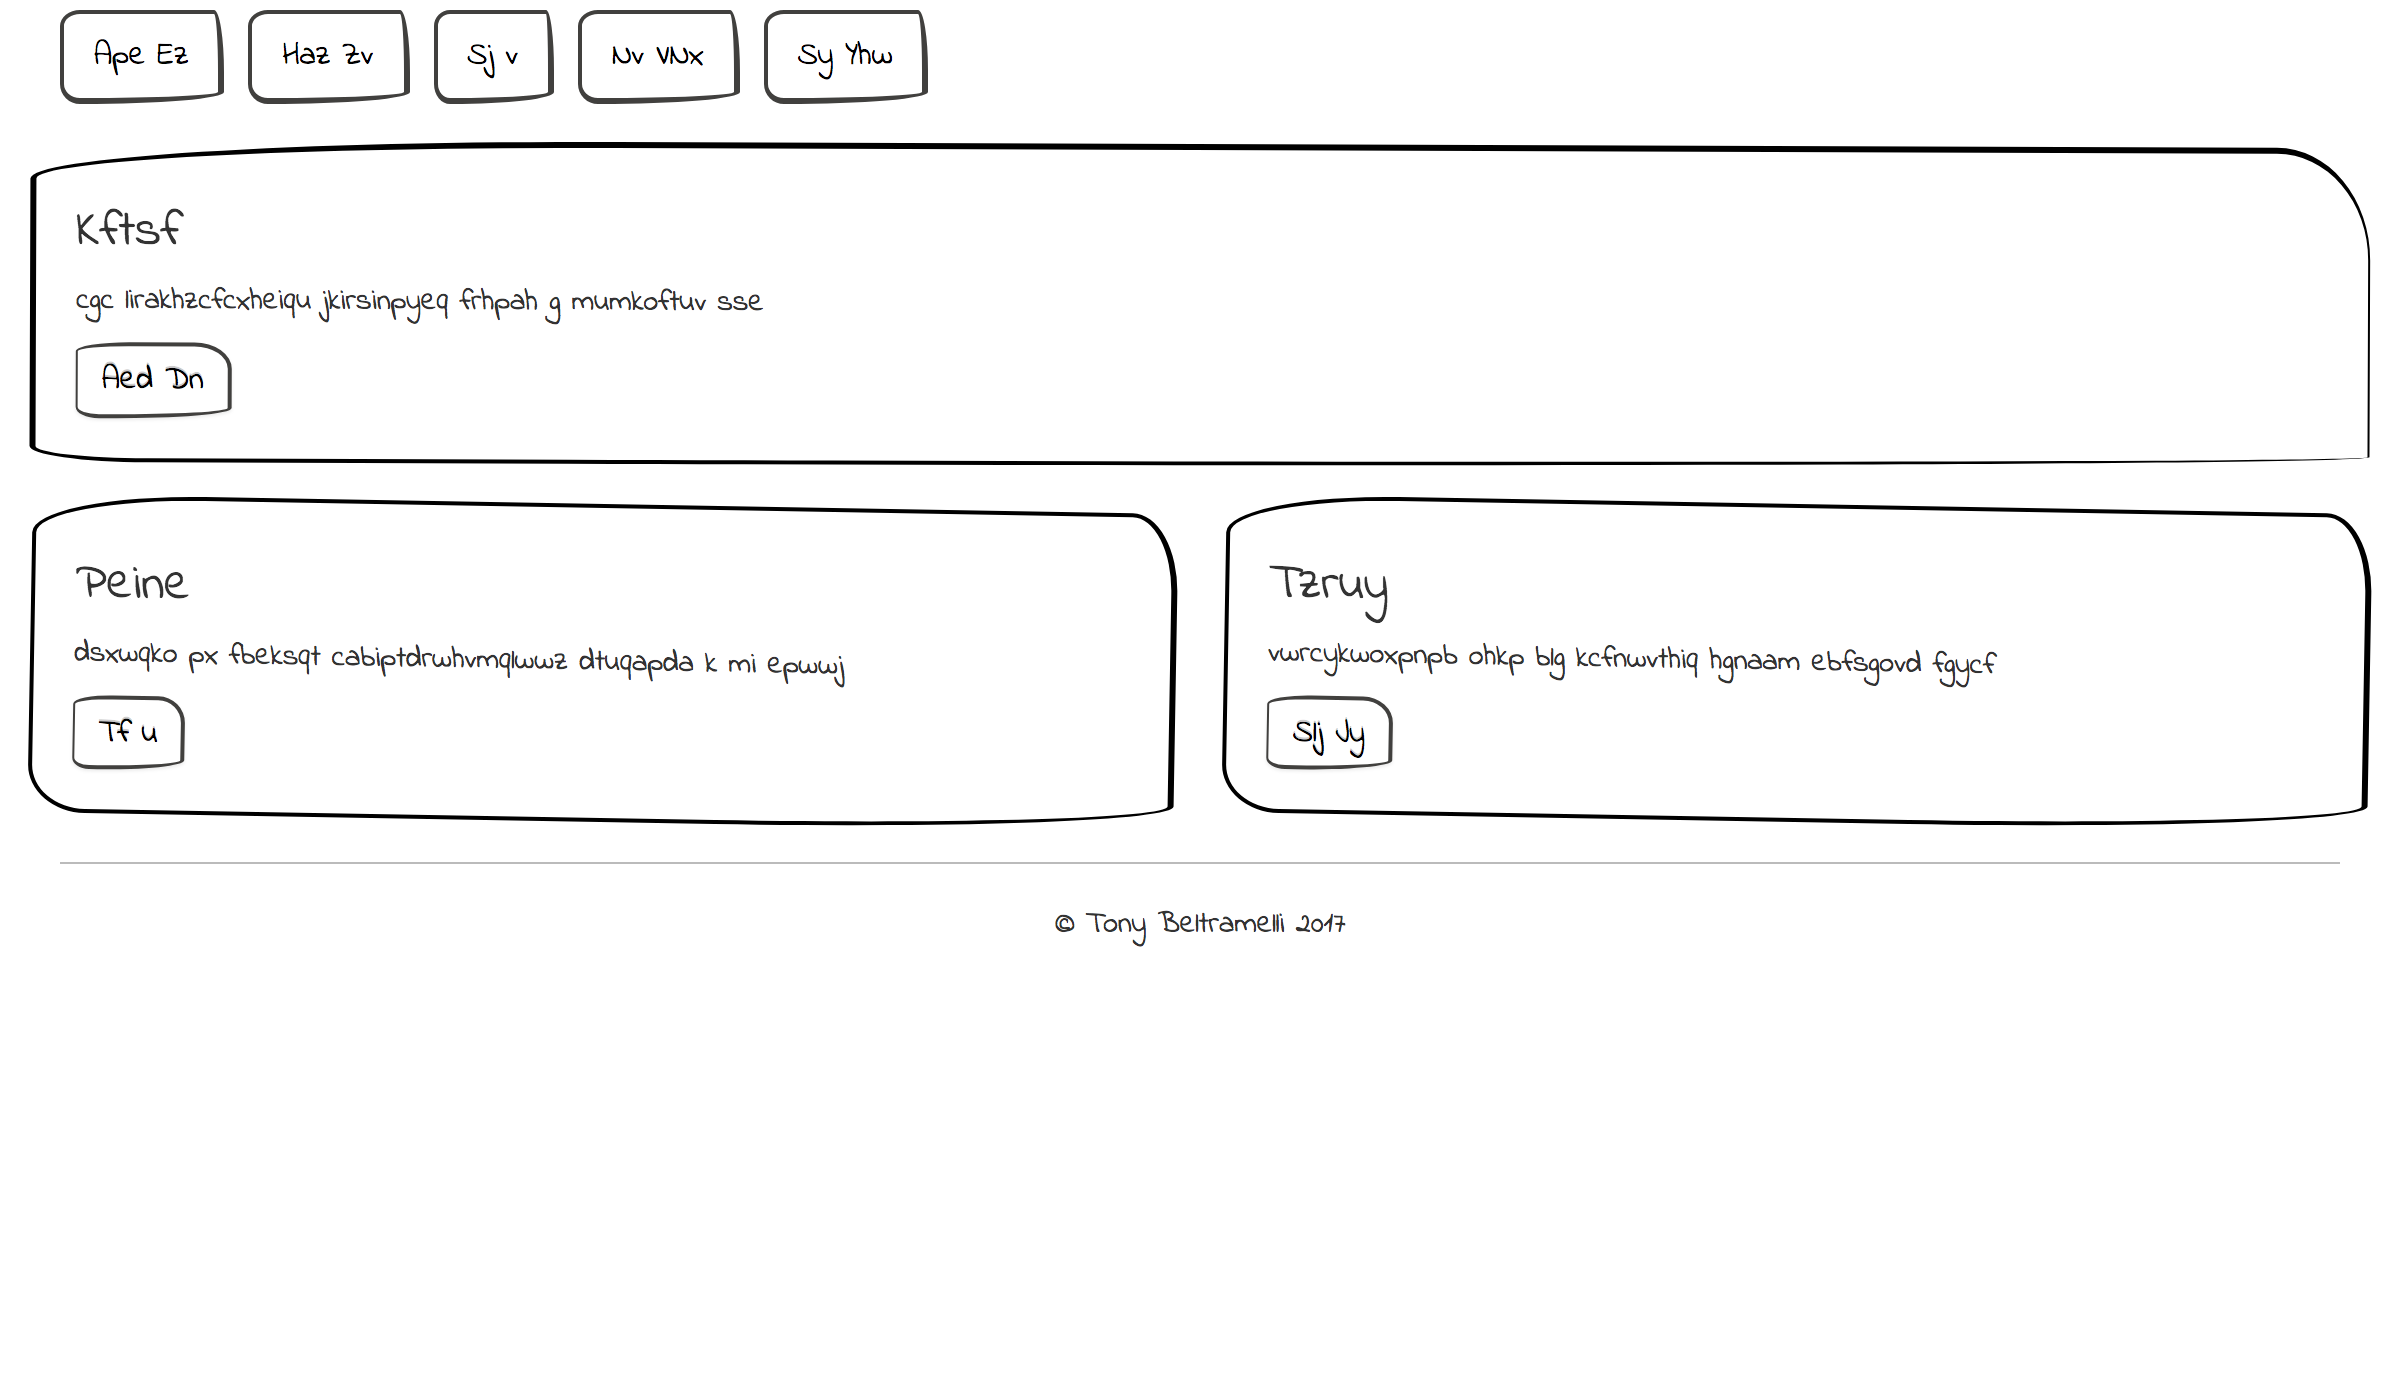 Ape Ez Haz Zv Sj v Nv VNx Sy Yhw
Kftsf
cgc lirakhzcfcxheiqu jkirsinpyeq frhpah g mumkoftuv sse
Aed Dn
Peine
dsxwqko px fbeksqt cabiptdrwhvmqlwwz dtuqapda k mi epwwj
Tf u
Tzruy
vwrcykwoxpnpb ohkp blg kcfnwvthiq hgnaam ebfsgovd fgycf
Slj Jy
© Tony Beltramelli 2017